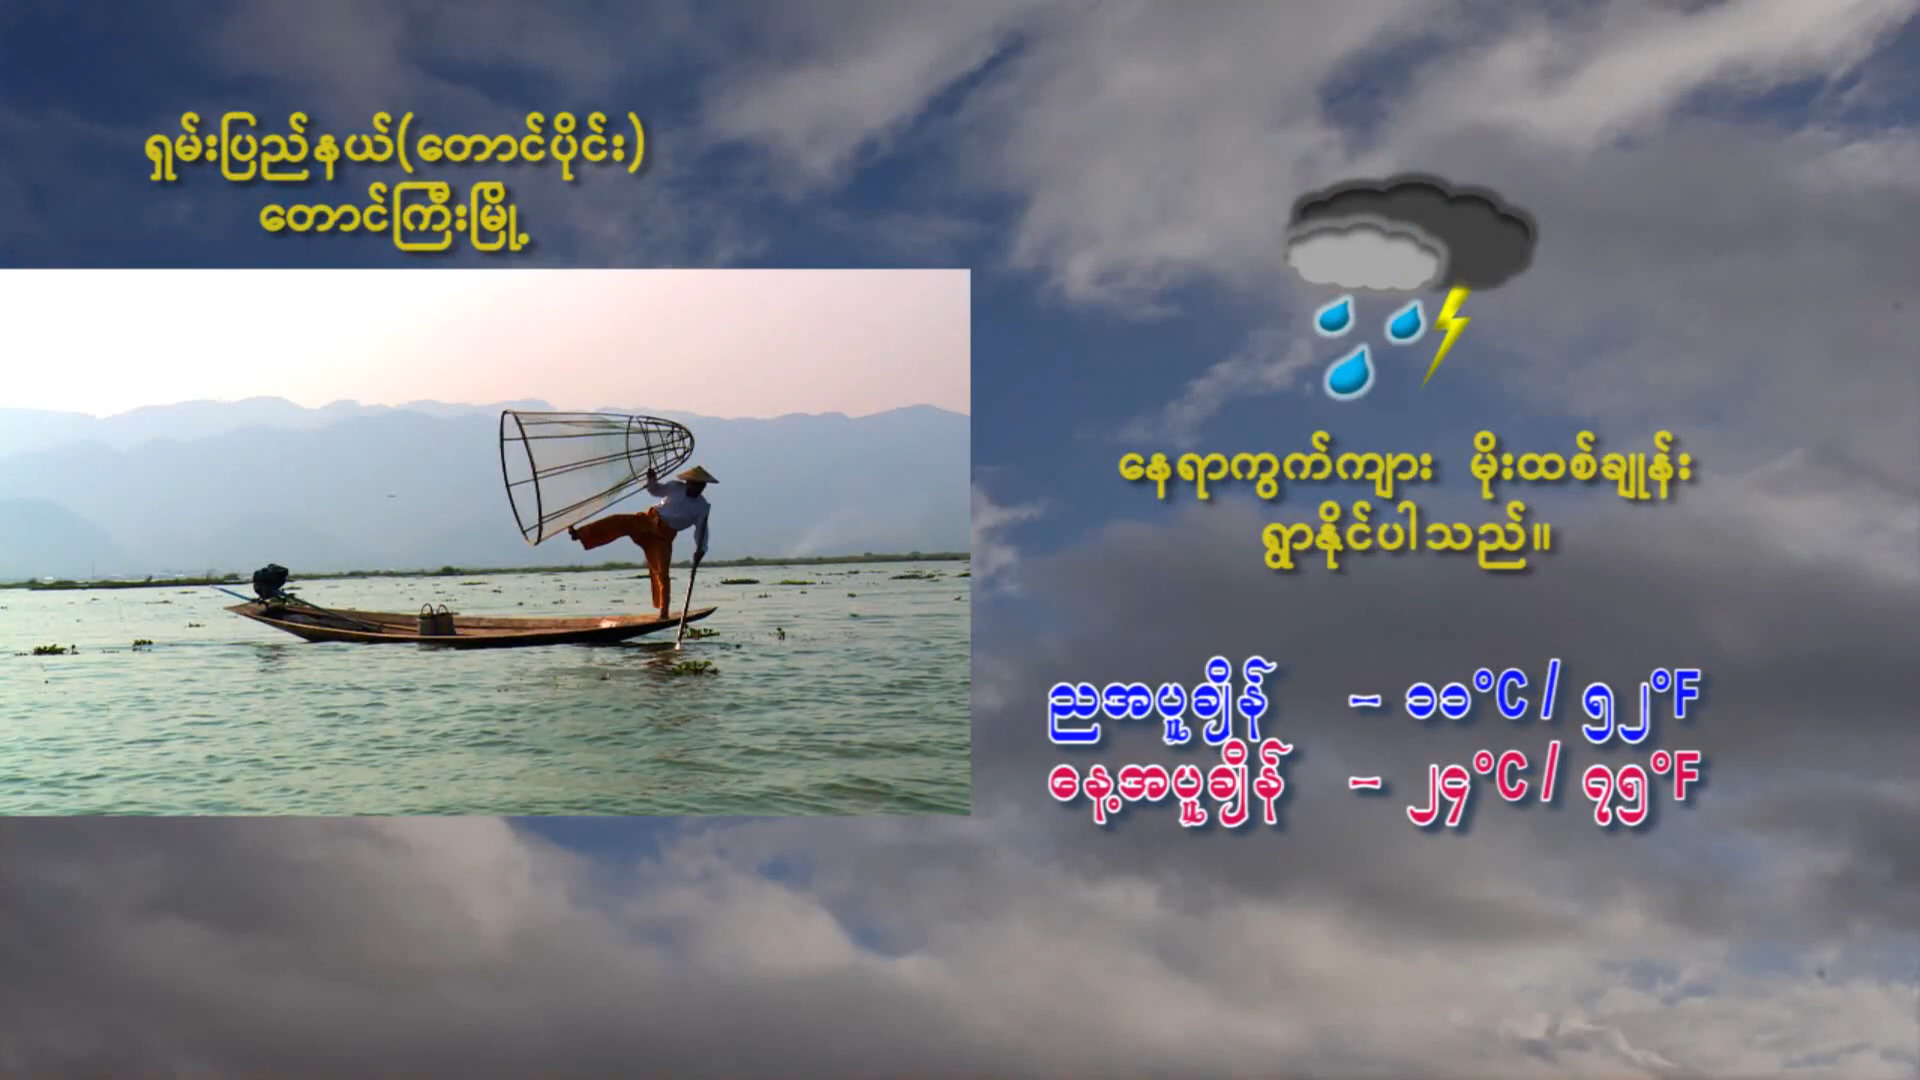 ရှမ်းပြည်နယ်(တောင်ပိုင်း)
တောင်ကြီးမြို့
နေရာကွက်ကျား မိုးထစ်ချုန်း
ရွာနိုင်ပါသည်။
ညအပူချိန် - ၁၁°C / ၅၂°F
နေ့အပူချိန် - ၂၄°C / ၇၅°F